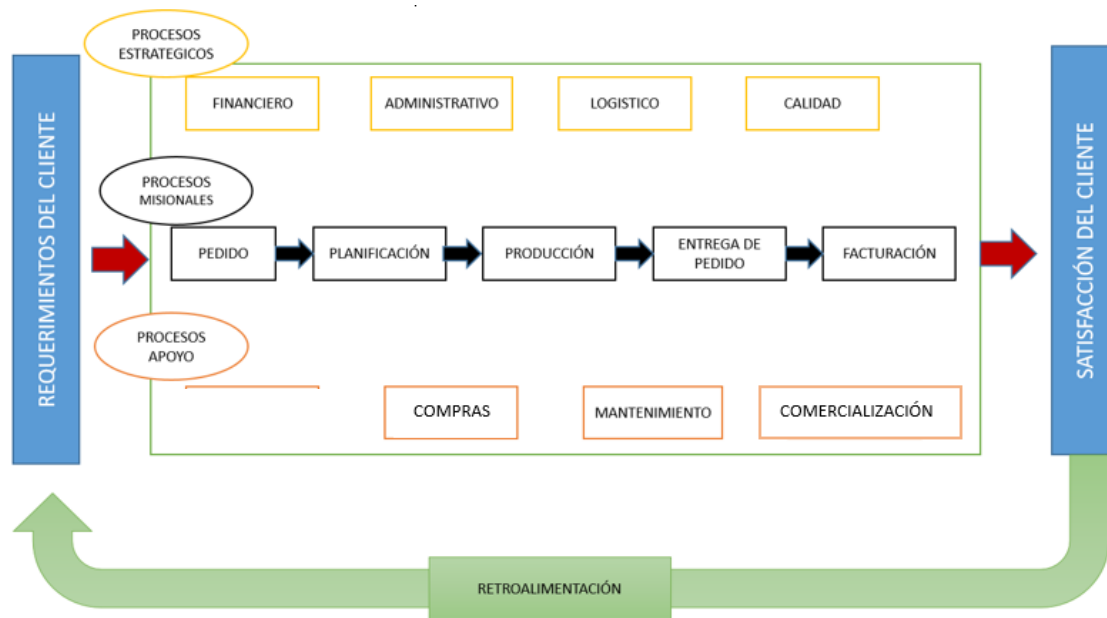 PROCESOS
ESTRATEGICOS
FINANCIERO
ADMINISTRATIVO
LOGISTICO
CALIDAD
REQUERIMIENTOS DEL CLIENTE
PROCESOS
MISIONALES
PEDIDO
PLANIFICACIÓN
PRODUCCIÓN
ENTREGA DE
PEDIDO
FACTURACIÓN
SATISFACCIÓN DEL CLIENTE
PROCESOS
APOYO
COMPRAS
MANTENIMIENTO
COMERCIALIZACIÓN
RETROALIMENTACIÓN